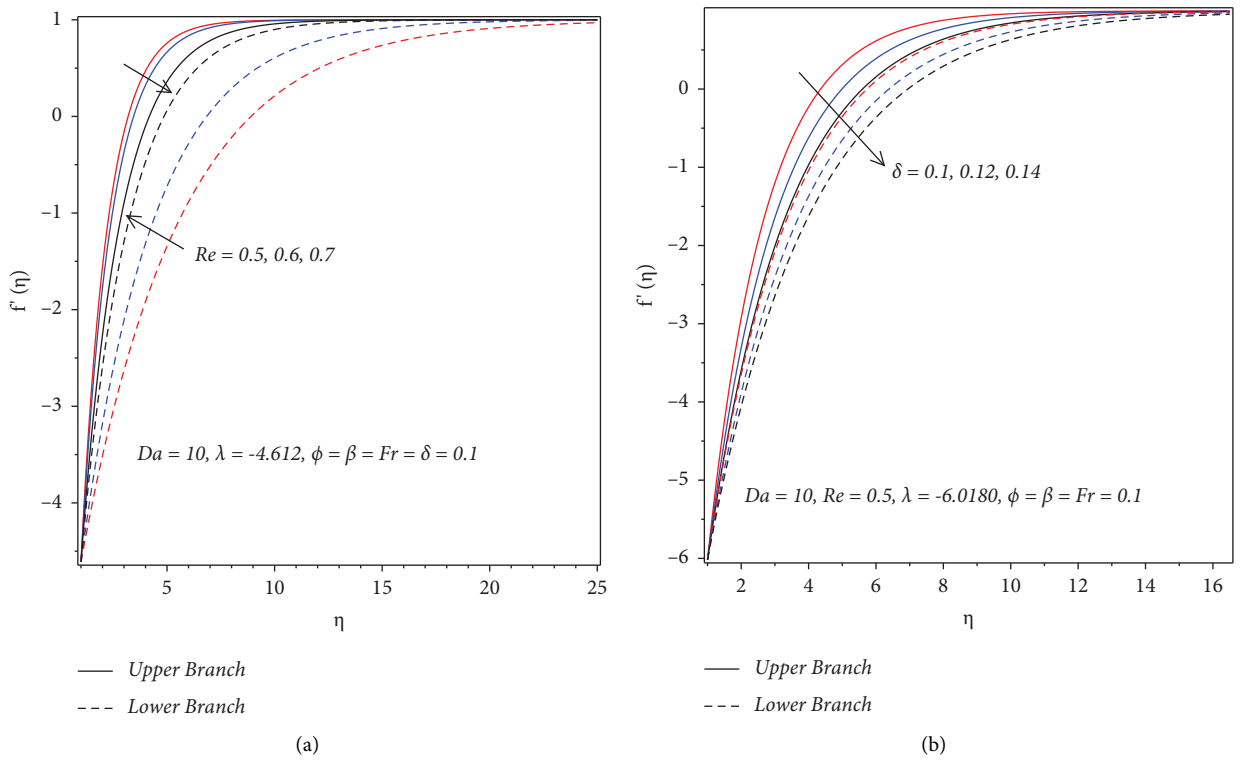 1
0
−1
−2
−3
−4
f' (η)
Re = 0.5, 0.6, 0.7
Da = 10, λ = -4.612, ϕ = β = Fr = δ = 0.1
5
10
15
20
25
η
Upper Branch
Lower Branch
(a)
0
−1
−2
−3
−4
−5
−6
f' (η)
δ = 0.1, 0.12, 0.14
Da = 10, Re = 0.5, λ = -6.0180, ϕ = β = Fr = 0.1
2
4
6
8
10
12
14
16
η
Upper Branch
Lower Branch
(b)